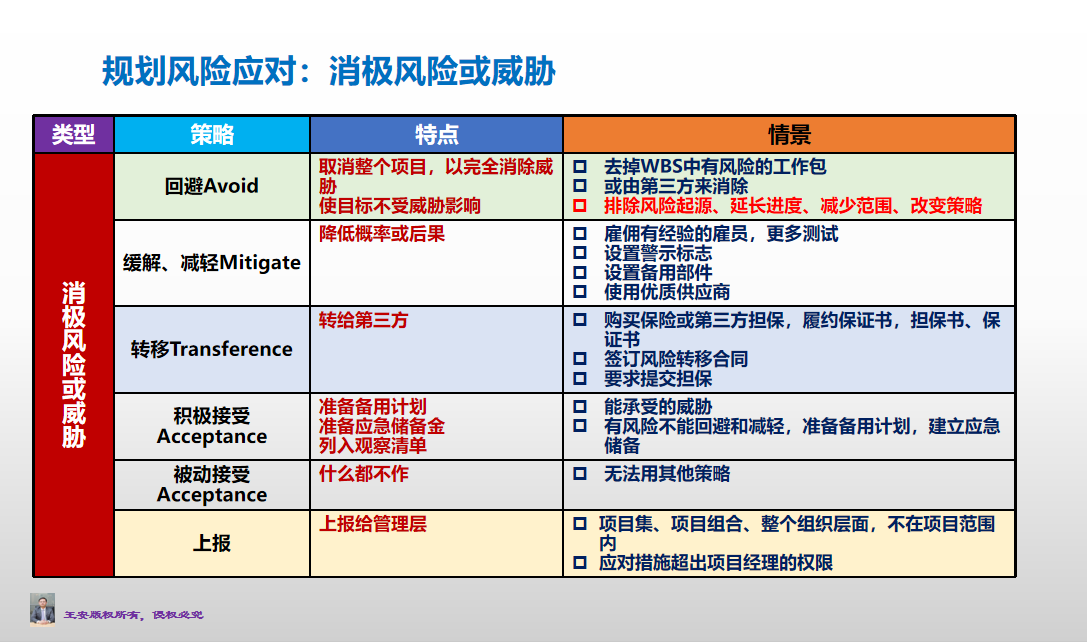 规划风险应对：消极风险或威胁
类型
策略
特点
情景
消极风险或威胁
回避Avoid
取消整个项目，以完全消除威
胁
使目标不受威胁影响
去掉WBS中有风险的工作包
或由第三方来消除
排除风险起源、延长进度、减少范围、改变策略
缓解、减轻Mitigate
降低概率或后果
雇佣有经验的雇员，更多测试
设置警示标志
设置备用部件
使用优质供应商
转移Transference
转给第三方
购买保险或第三方担保，履约保证书，担保书、保
证书
签订风险转移合同
要求提交担保
积极接受
Acceptance
准备备用计划
准备应急储备金
列入观察清单
能承受的威胁
有风险不能回避和减轻，准备备用计划，建立应急
储备
被动接受
Acceptance
什么都不作
无法用其他策略
上报
上报给管理层
项目集、项目组合、整个组织层面，不在项目范围
内
应对措施超出项目经理的权限
王安版权所有，侵权必究